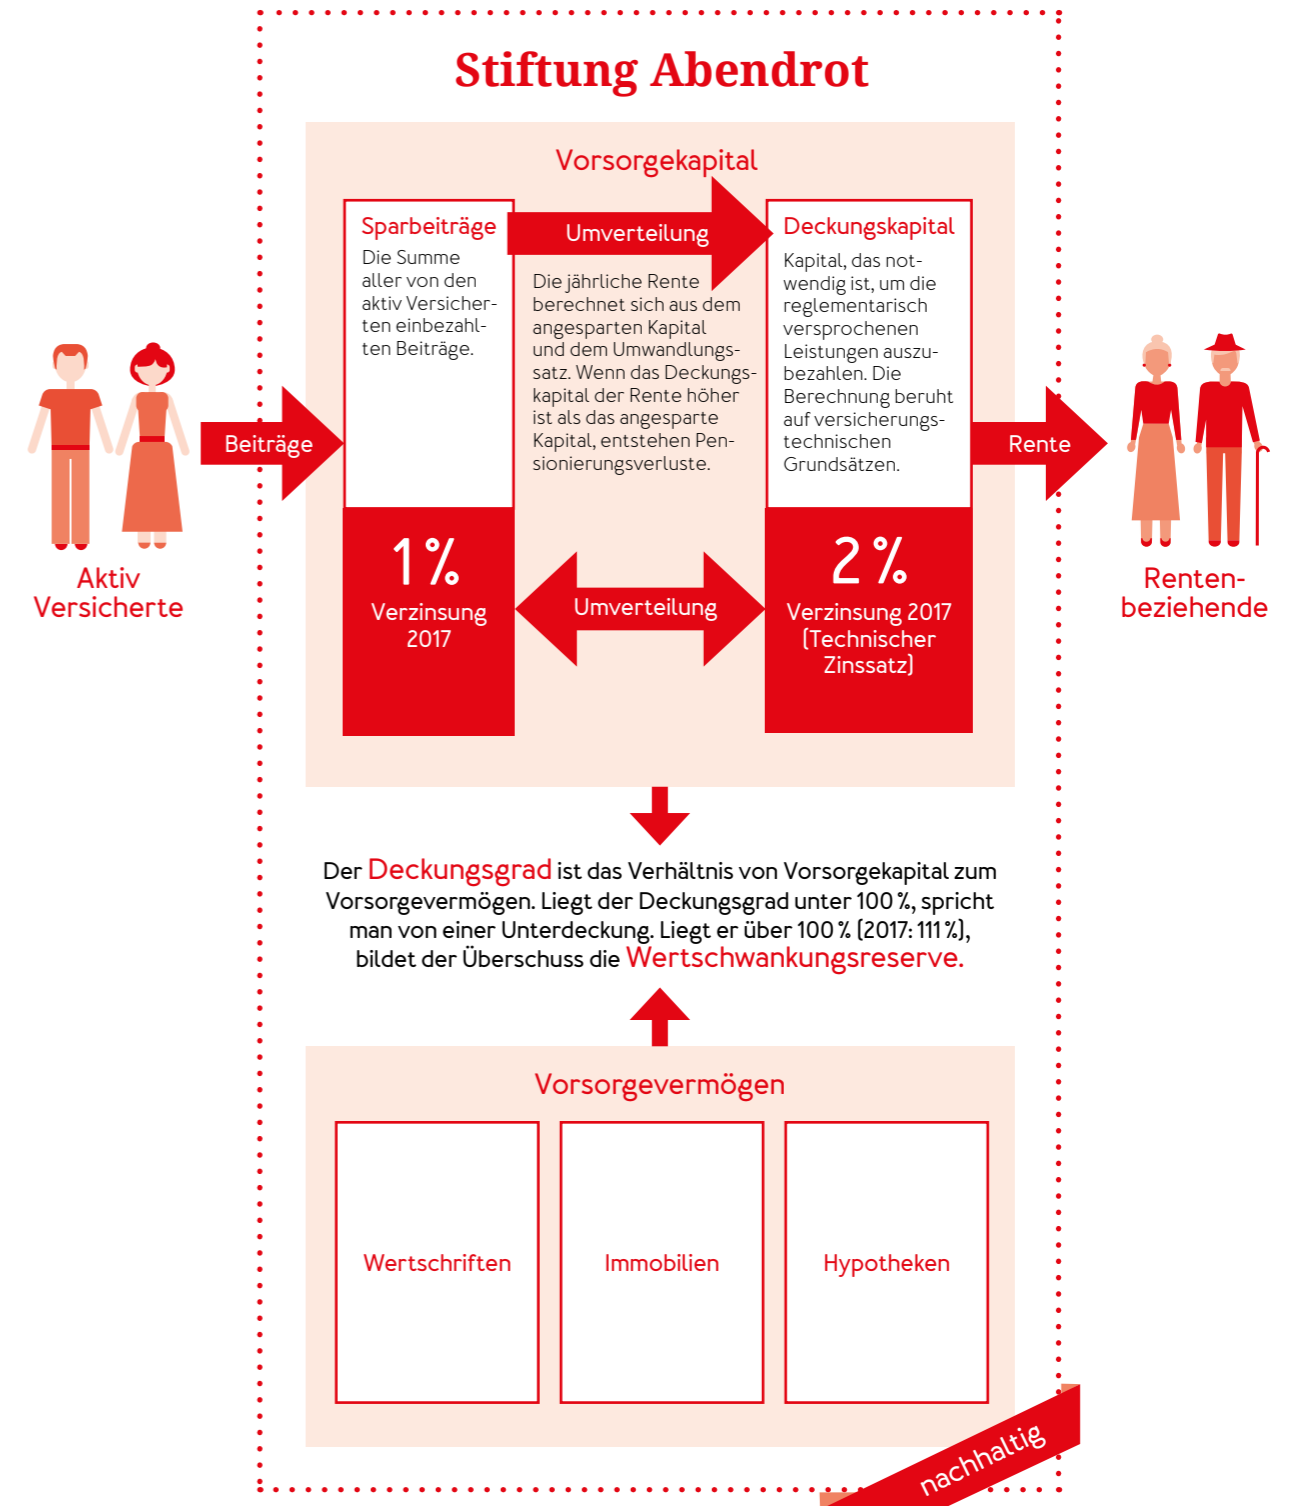 Stiftung Abendrot
Vorsorgekapital
Sparbeiträge
Die Summe
aller von den
aktiv Versicher-
ten einbezahl-
ten Beiträge.
Umverteilung
Die jährliche Rente
berechnet sich aus dem
angesparten Kapital
und dem Umwandlungs-
satz. Wenn das Deckungs-
kapital der Rente höher
ist als das angesparte
Kapital, entstehen Pen-
sionierungsverluste.
Deckungskapital
Kapital, das not-
wendig ist, um die
reglementarisch
versprochenen
Leistungen auszu-
bezahlen. Die
Berechnung beruht
auf versicherungs-
technischen
Grundsätzen.
Beiträge
Rente
Aktiv
Versicherte
1%
Verzinsung
2017
Umverteilung
2%
Verzinsung 2017
(Technischer
Zinssatz)
Renten-
beziehende
Der Deckungsgrad ist das Verhältnis von Vorsorgekapital zum
Vorsorgevermögen. Liegt der Deckungsgrad unter 100 %, spricht
man von einer Unterdeckung. Liegt er über 100 % (2017: 111 %),
bildet der Überschuss die Wertschwankungsreserve.
Vorsorgevermögen
Wertschriften
Immobilien
Hypotheken
nachhaltig